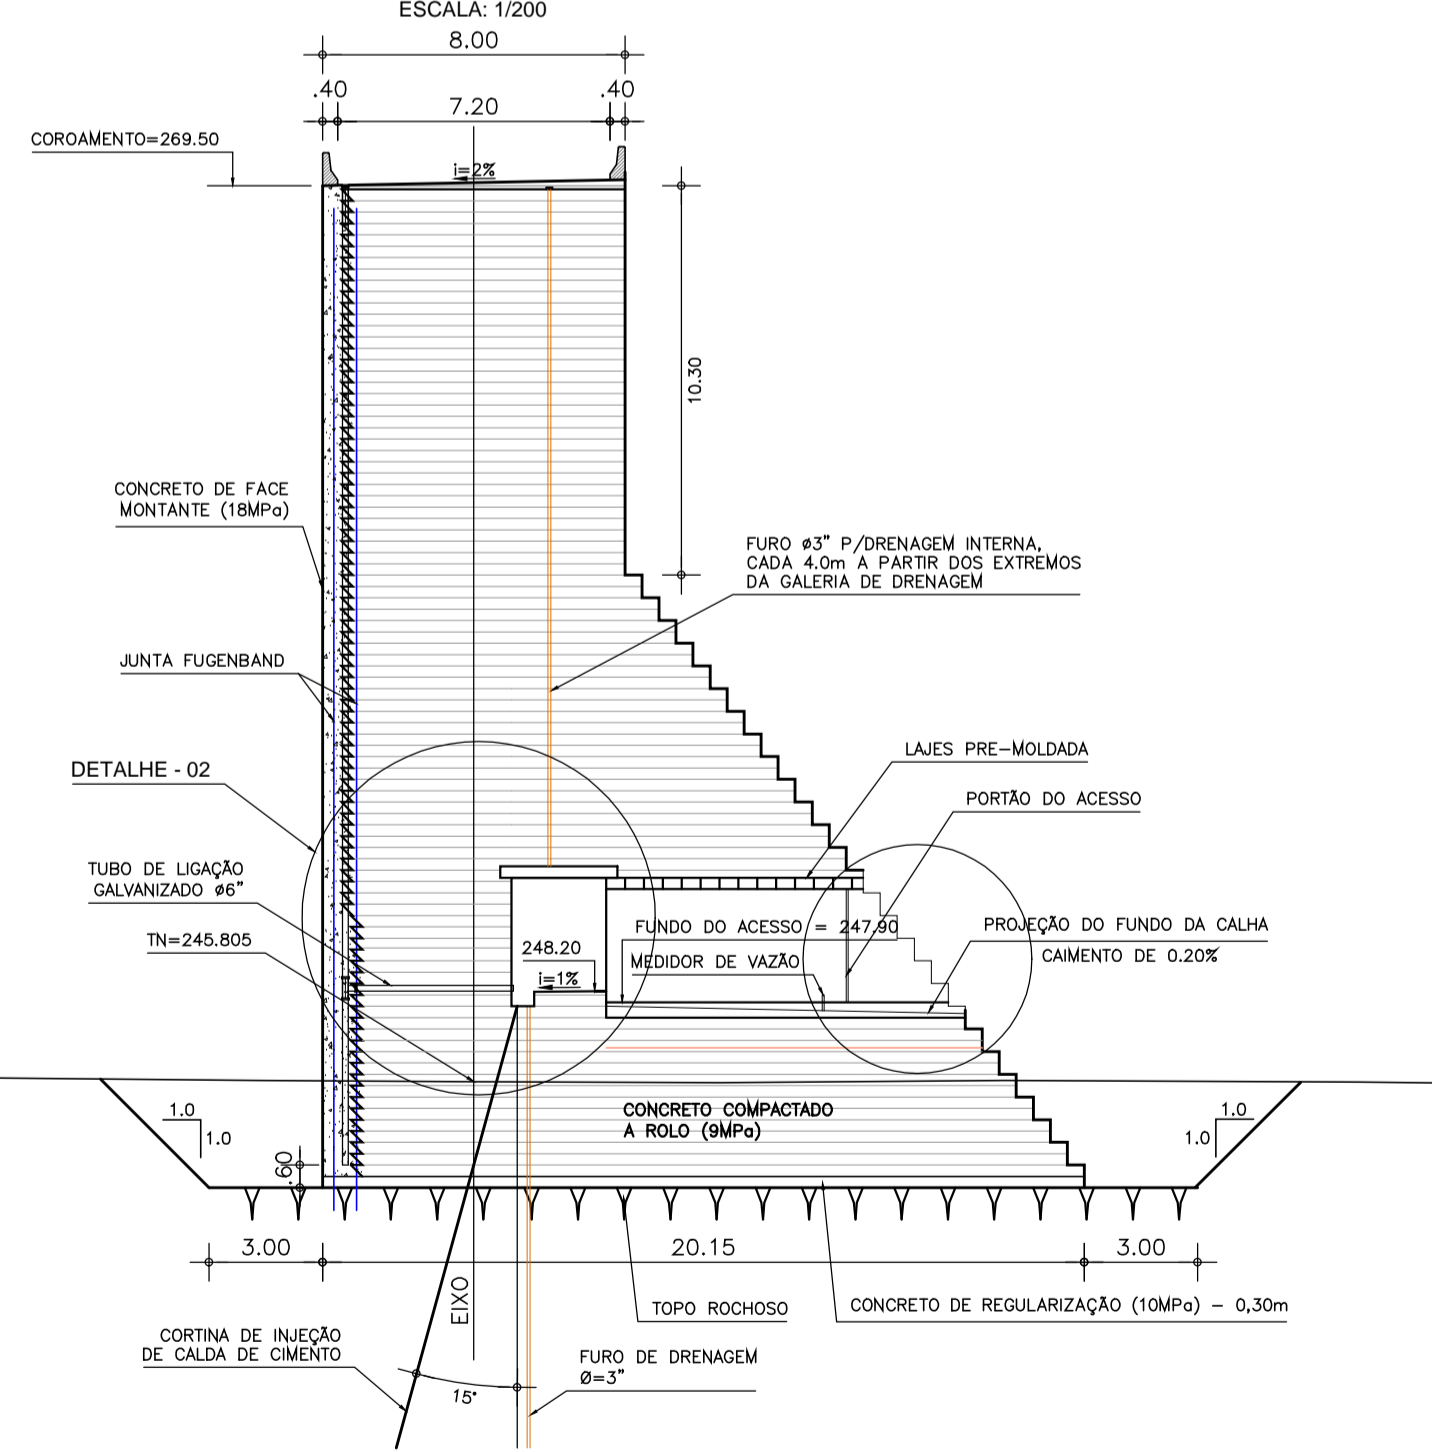 ESCALA: 1/200
8.00
.40
.40
7.20
COROAMENTO=269.50
i=2%
10.30
CONCRETO DE FACE
MONTANTE (18MPa)
FURO ø3" P/DRENAGEM INTERNA,
CADA 4.0m A PARTIR DOS EXTREMOS
DA GALERIA DE DRENAGEM
JUNTA FUGENBAND
LAJES PRE-MOLDADA
DETALHE - 02
PORTÃO DO ACESSO
TUBO DE LIGAÇÃO
GALVANIZADO ø6"
FUNDO DO ACESSO = 247.90
PROJEÇÃO DO FUNDO DA CALHA
CAIMENTO DE 0.20%
TN=245.805
248.20
MEDIDOR DE VAZÃO
i=1%
1.0
1.0
CONCRETO COMPACTADO
A ROLO (9MPa)
1.0
1.0
.60
3.00
20.15
3.00
EIXO
TOPO ROCHOSO
CONCRETO DE REGULARIZAÇÃO (10MPa) - 0,30m
CORTINA DE INJEÇÃO
DE CALDA DE CIMENTO
FURO DE DRENAGEM
Ø=3"
15°